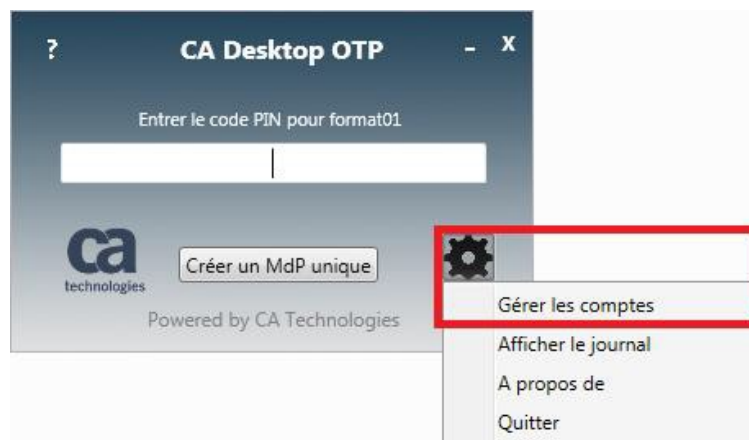 ? CA Desktop OTP - X
Entrer le code PIN pour format01
ca
technologies
Créer un MdP unique
Powered by CA Technologies
Gérer les comptes
Afficher le journal
A propos de
Quitter